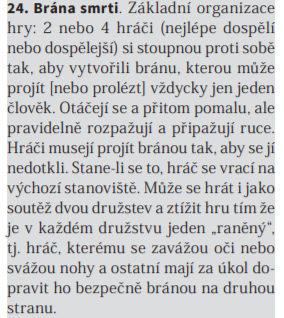 24. Brána smrti. Základní organizace
hry: 2 nebo 4 hráči (nejlépe dospělí
nebo dospělejší) si stoupnou proti sobě
tak, aby vytvořili bránu, kterou může
projít [nebo prolézt] vždycky jen jeden
člověk. Otáčejí se a přitom pomalu, ale
pravidelně rozpažují a připažují ruce.
Hráči musejí projít bránou tak, aby se jí
nedotkli. Stane-li se to, hráč se vrací na
výchozí stanoviště. Může se hrát i jako
soutěž dvou družstev a ztížit hru tím že
je v každém družstvu jeden „raněný“,
tj. hráč, kterému se zavážou oči nebo
svážou nohy a ostatní mají za úkol do-
pravit ho bezpečně bránou na druhou
stranu.